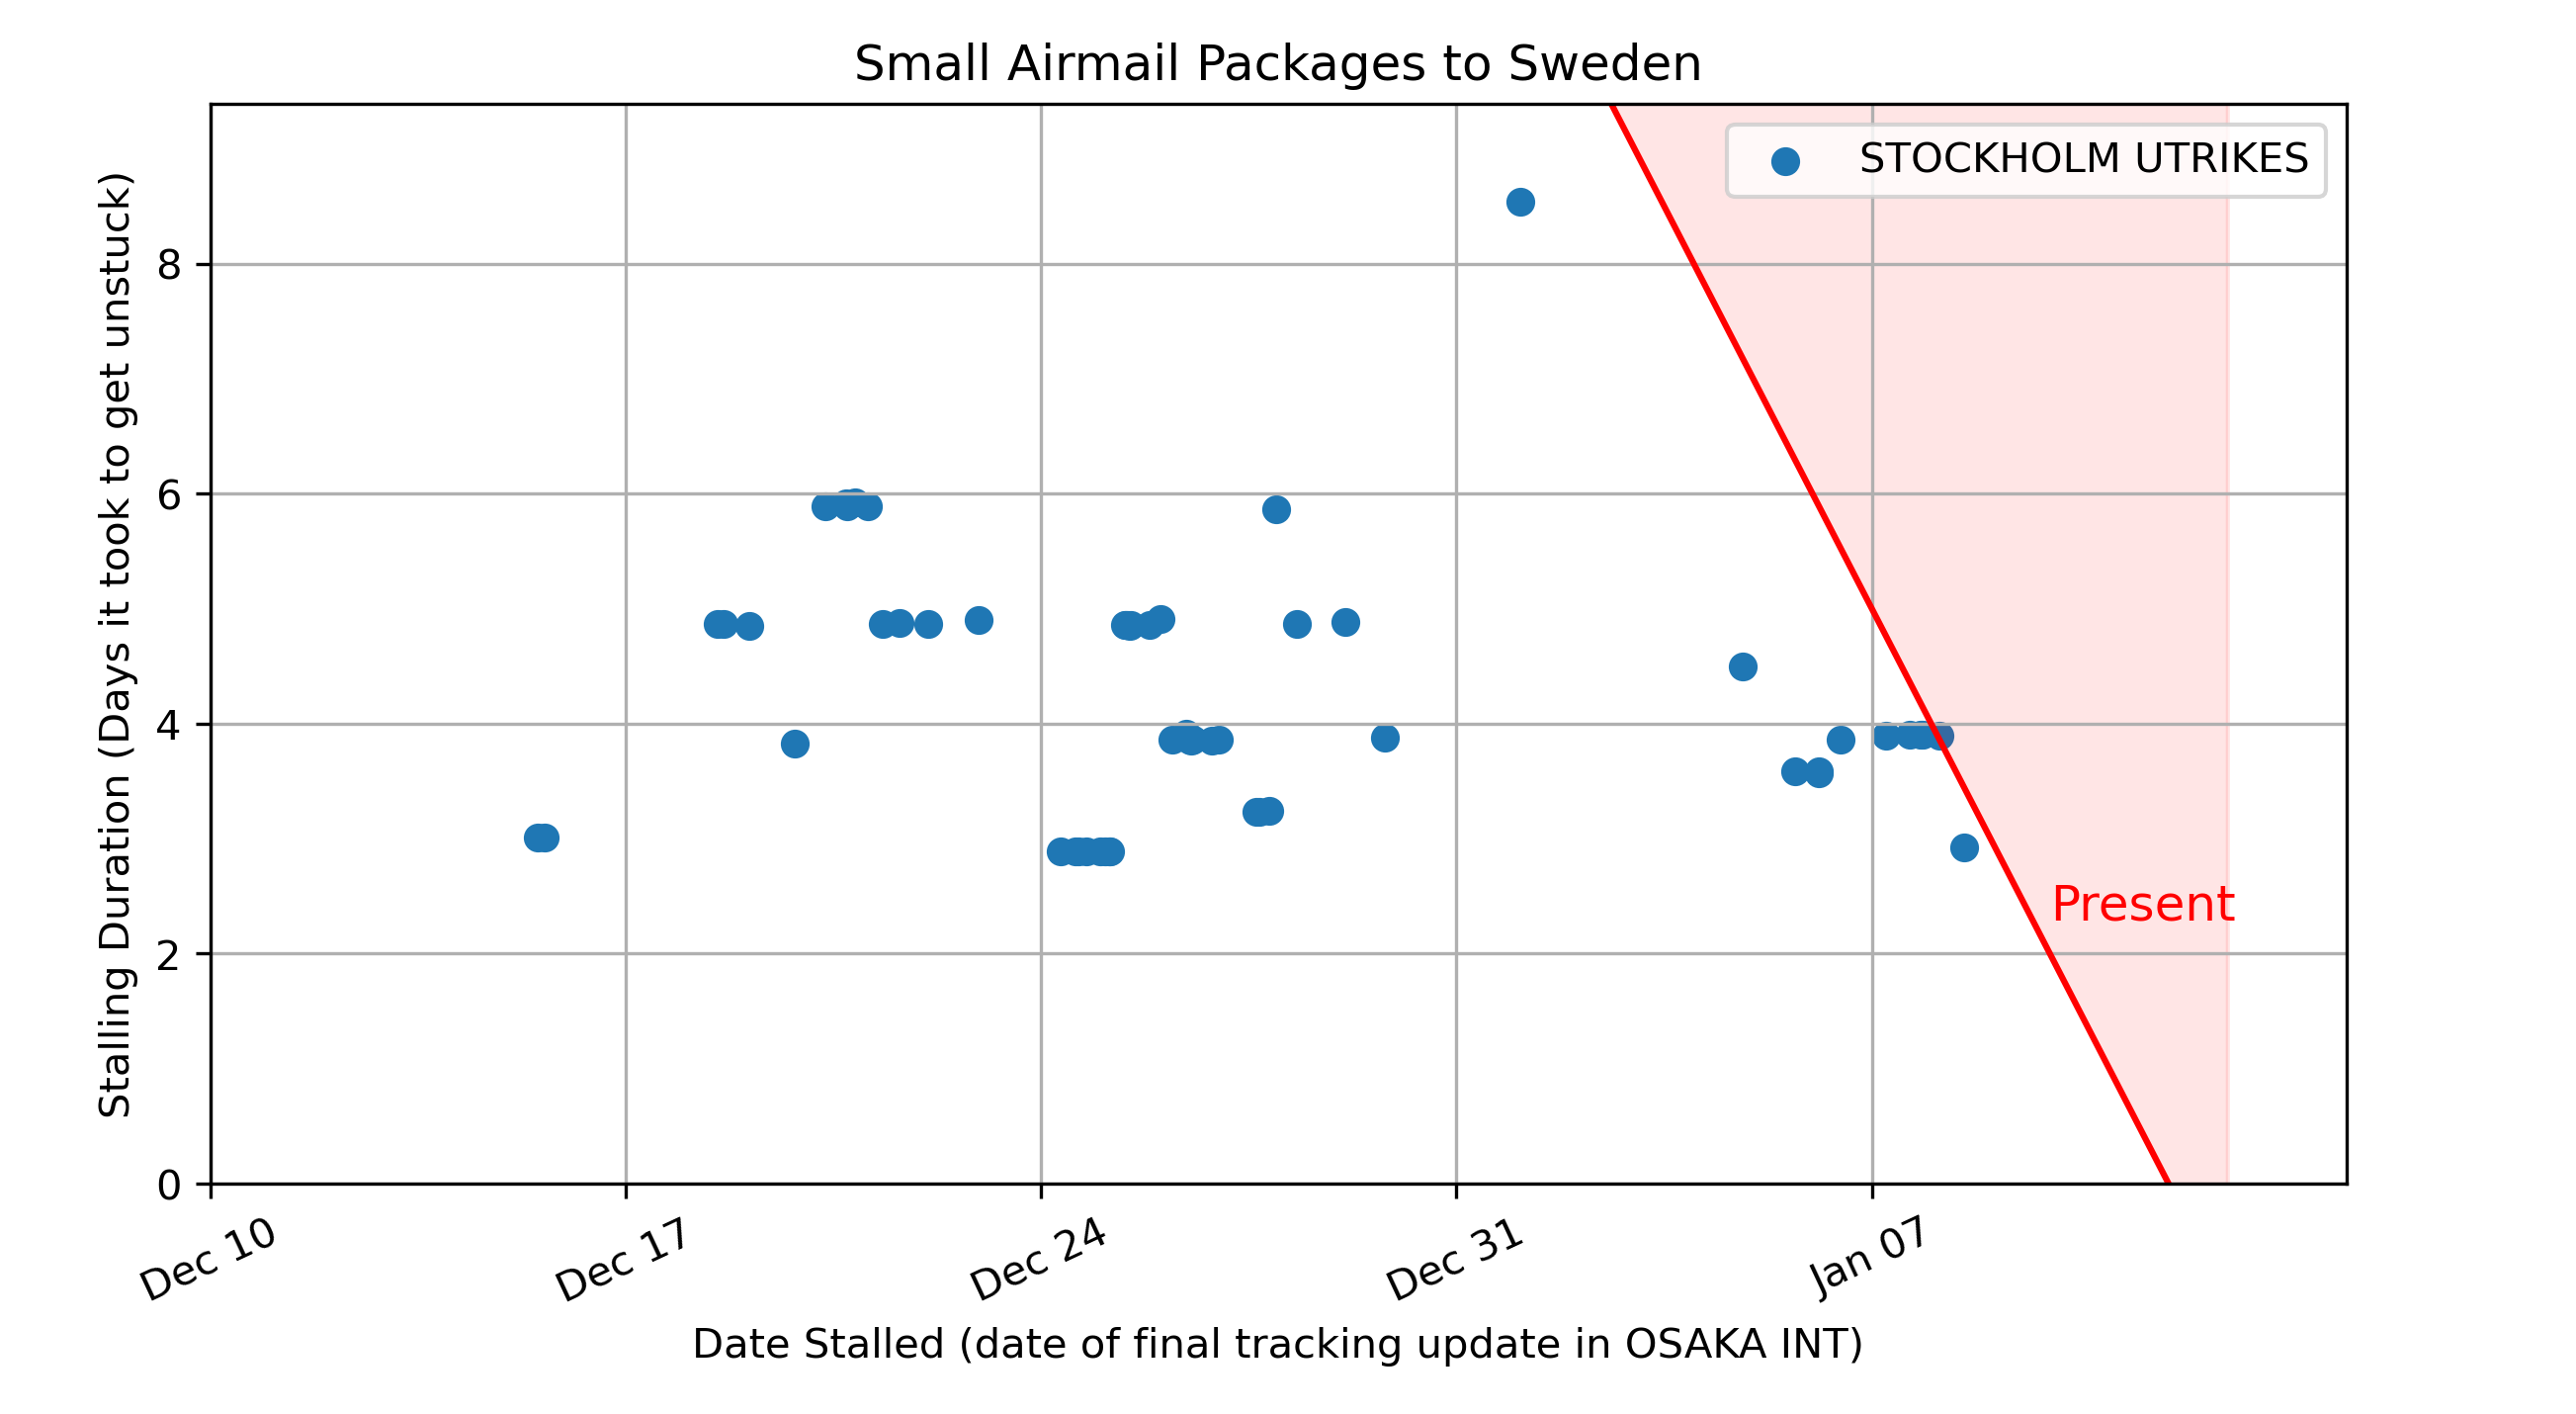 Small Airmail Packages to Sweden
STOCKHOLM UTRIKES
Stalling Duration (Days it took to get unstuck)
8
6
4
2
0
Present
Dec 10
Dec 17
Dec 24
Dec 31
Jan 07
Date Stalled (date of final tracking update in OSAKA INT)